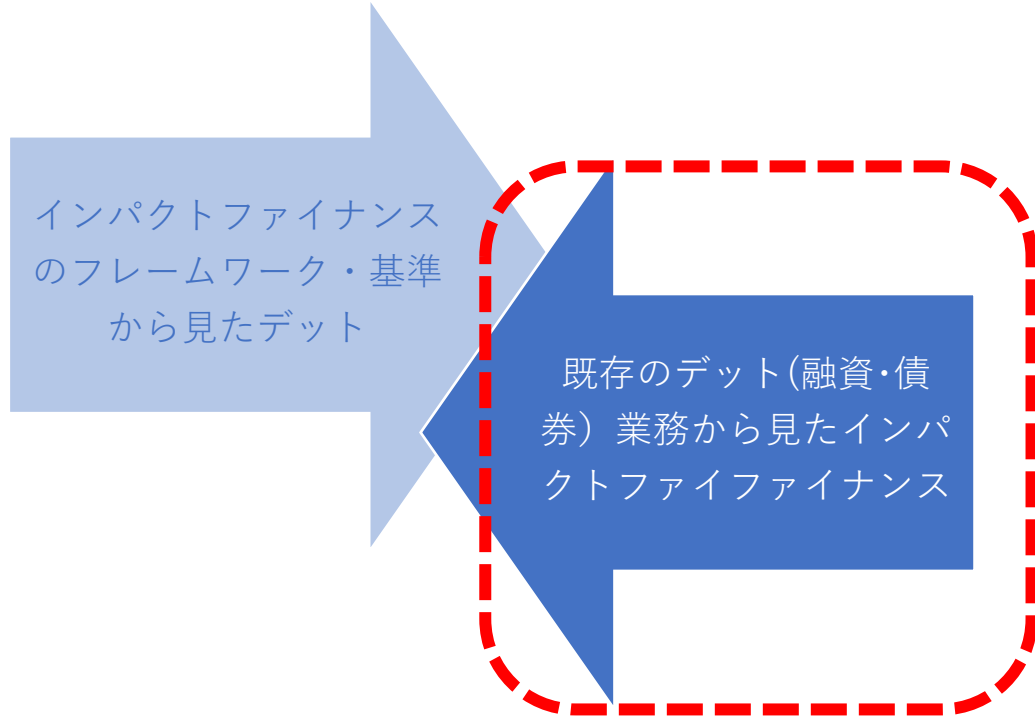 インパクトファイナンス
のフレームワーク・基準
から見たデット
既存のデット(融資・債
券）業務から見たインパ
クトファイファイナンス